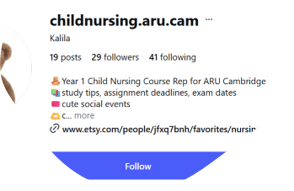 childnursing.aru.cam ...
Kalila
19 posts 29 followers 41 following
👶 Year 1 Child Nursing Course Rep for ARU Cambridge
📚 study tips, assignment deadlines, exam dates
🎟️ cute social events
c... more
www.etsy.com/people/jfxq7bnh/favorites/nursin
Follow